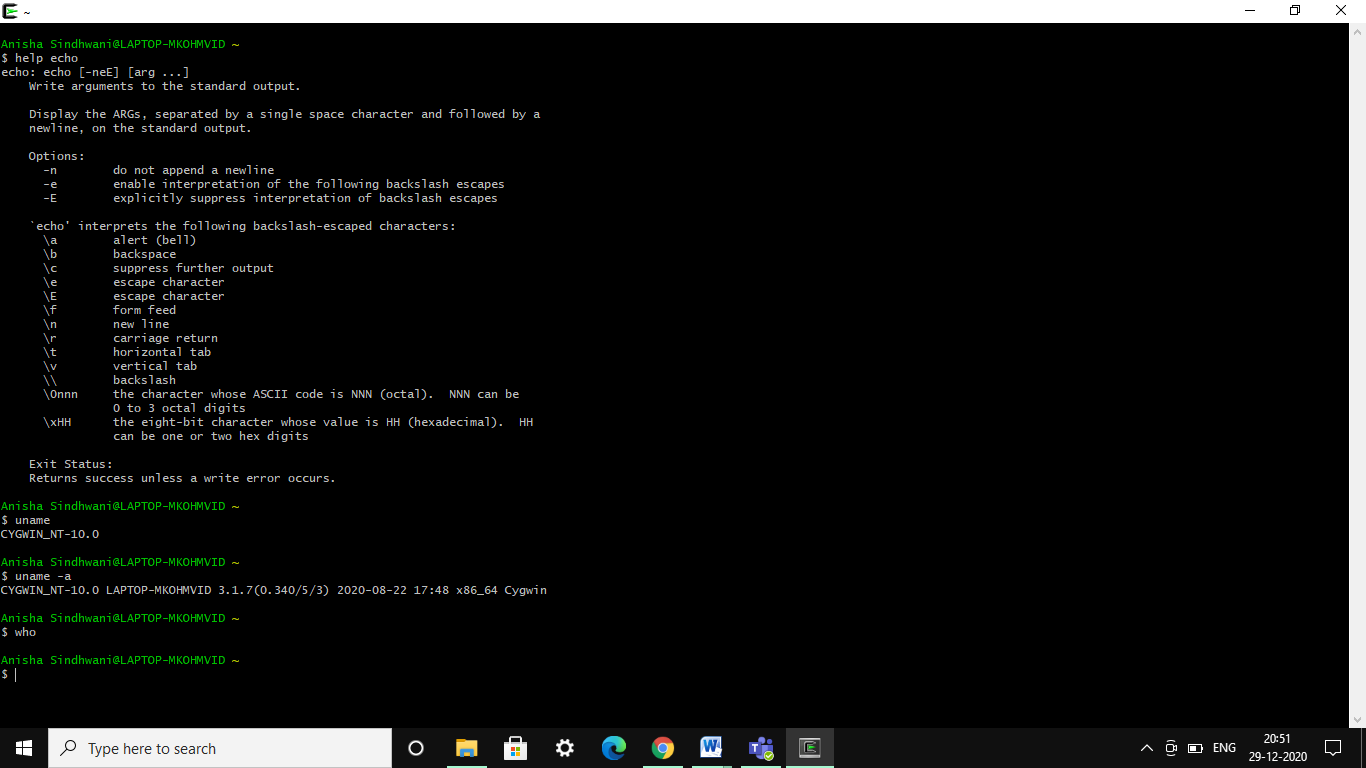 ~
Anisha Sindhwani@LAPTOP-MKOHMVID ~
$ help echo
echo: echo [-neE] [arg ...]
    Write arguments to the standard output.

    Display the ARGs, separated by a single space character and followed by a
    newline, on the standard output.

    Options:
      -n        do not append a newline
      -e        enable interpretation of the following backslash escapes
      -E        explicitly suppress interpretation of backslash escapes

    `echo' interprets the following backslash-escaped characters:
      \a        alert (bell)
      \b        backspace
      \c        suppress further output
      \e        escape character
      \E        escape character
      \f        form feed
      \n        new line
      \r        carriage return
      \t        horizontal tab
      \v        vertical tab
      \\        backslash
      \0nnn     the character whose ASCII code is NNN (octal).  NNN can be
                0 to 3 octal digits
      \xHH      the eight-bit character whose value is HH (hexadecimal).  HH
                can be one or two hex digits

    Exit Status:
    Returns success unless a write error occurs.

Anisha Sindhwani@LAPTOP-MKOHMVID ~
$ uname
CYGWIN_NT-10.0

Anisha Sindhwani@LAPTOP-MKOHMVID ~
$ uname -a
CYGWIN_NT-10.0 LAPTOP-MKOHMVID 3.1.7(0.340/5/3) 2020-08-22 17:48 x86_64 Cygwin

Anisha Sindhwani@LAPTOP-MKOHMVID ~
$ who

Anisha Sindhwani@LAPTOP-MKOHMVID ~
$
Type here to search
ENG
20:51
29-12-2020